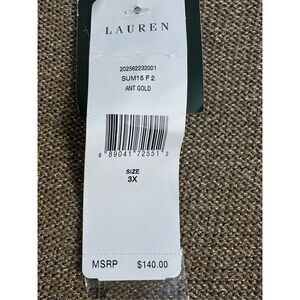 LAUREN
202562232001
SUM15 F 2
ANT GOLD
8 89041 72551 2
SIZE
3X
MSRP $140.00